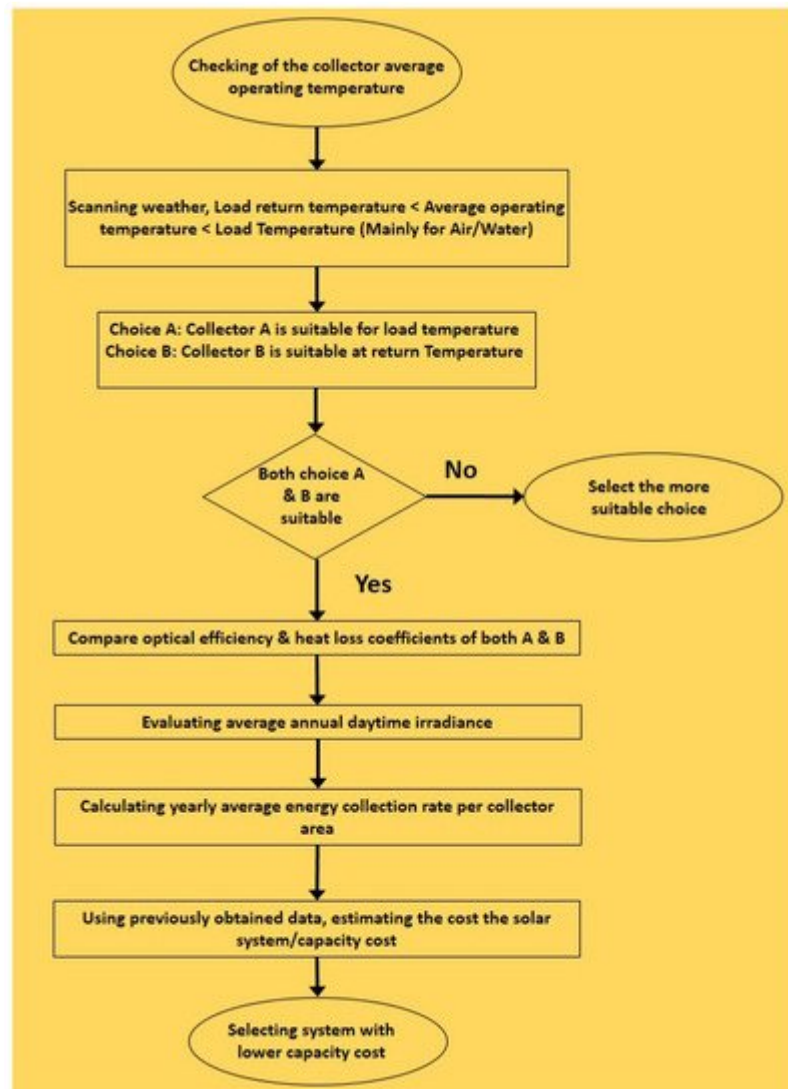 Checking of the collector average
operating temperature
Scanning weather, Load return temperature < Average operating
temperature < Load Temperature (Mainly for Air/Water)
Choice A: Collector A is suitable for load temperature
Choice B: Collector B is suitable at return Temperature
Both choice A
& B are
suitable
No
Select the more
suitable choice
Yes
Compare optical efficiency & heat loss coefficients of both A & B
Evaluating average annual daytime irradiance
Calculating yearly average energy collection rate per collector
area
Using previously obtained data, estimating the cost the solar
system/capacity cost
Selecting system with
lower capacity cost